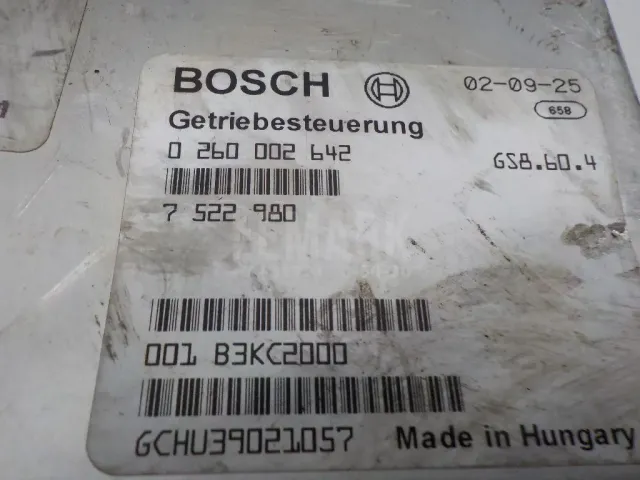 BOSCH 02-09-25
658
Getriebesteuerung
0 260 002 642 GS8.60.4
7 522 980
001 B3KC2000
GCHU39021057 Made in Hungary